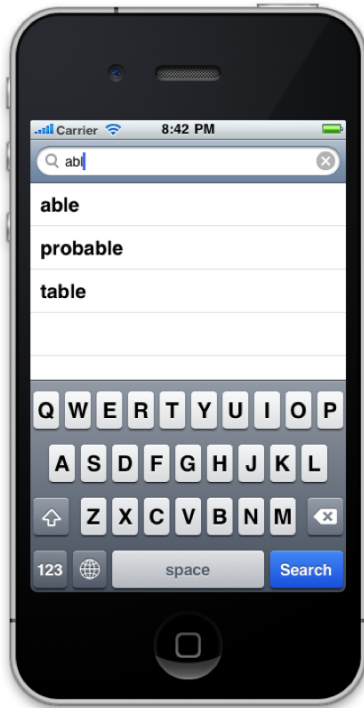 Carrier 8:42 PM
abl
able
probable
table
Q W E R T Y U I O P
A S D F G H J K L
Z X C V B N M
123 space Search